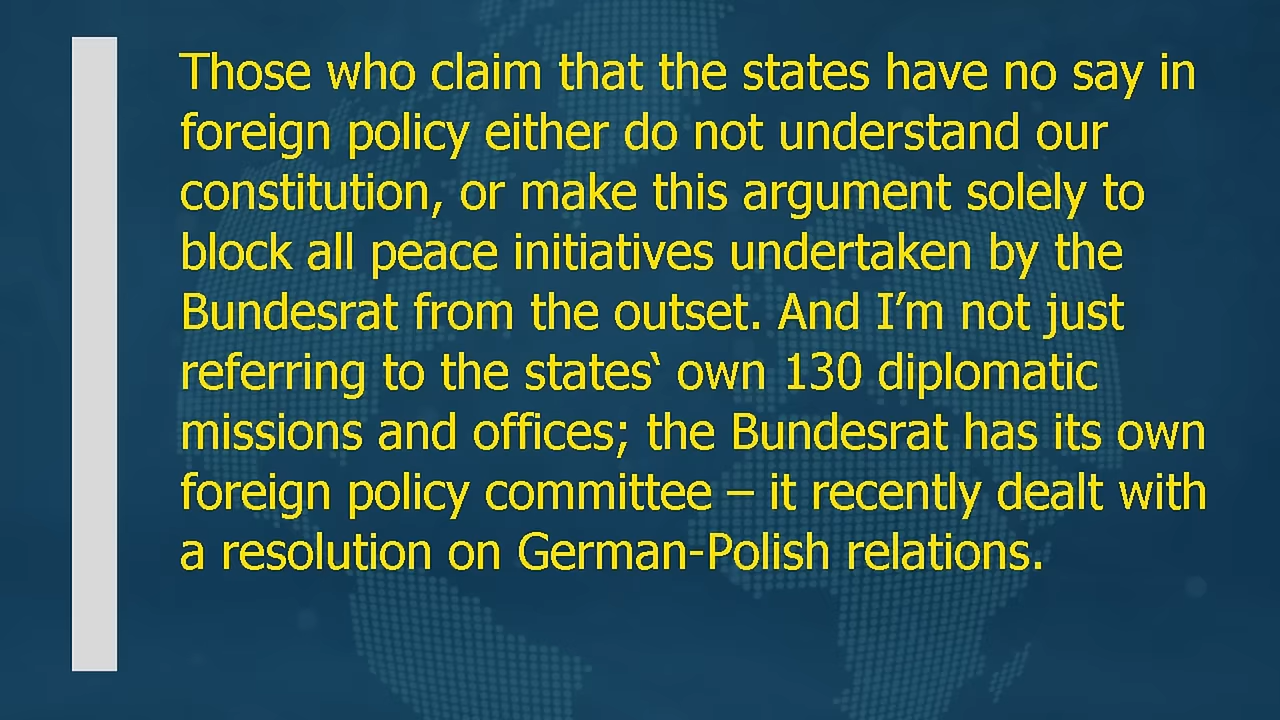 Those who claim that the states have no say in
foreign policy either do not understand our
constitution, or make this argument solely to
block all peace initiatives undertaken by the
Bundesrat from the outset. And I’m not just
referring to the states‘ own 130 diplomatic
missions and offices; the Bundesrat has its own
foreign policy committee – it recently dealt with
a resolution on German-Polish relations.